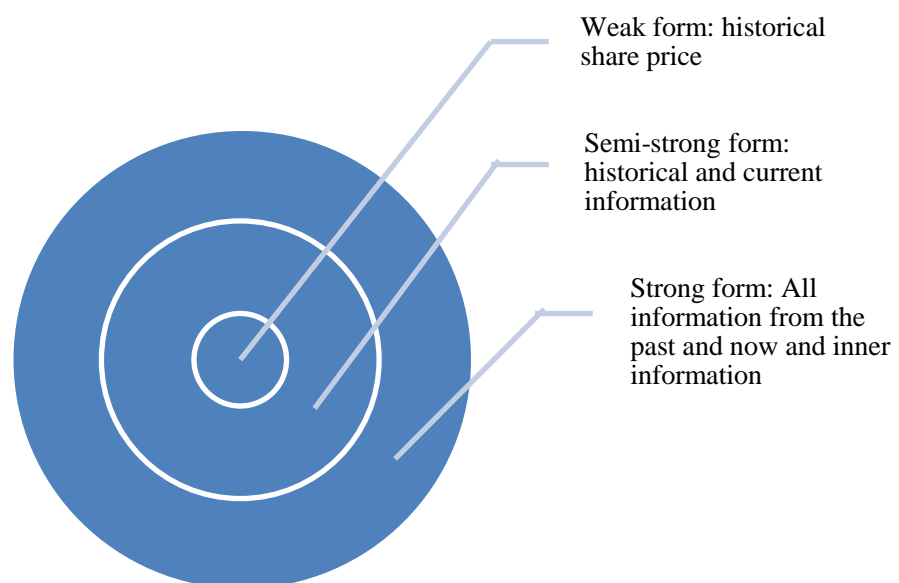 Weak form: historical
share price
Semi-strong form:
historical and current
information
Strong form: All
information from the
past and now and inner
information